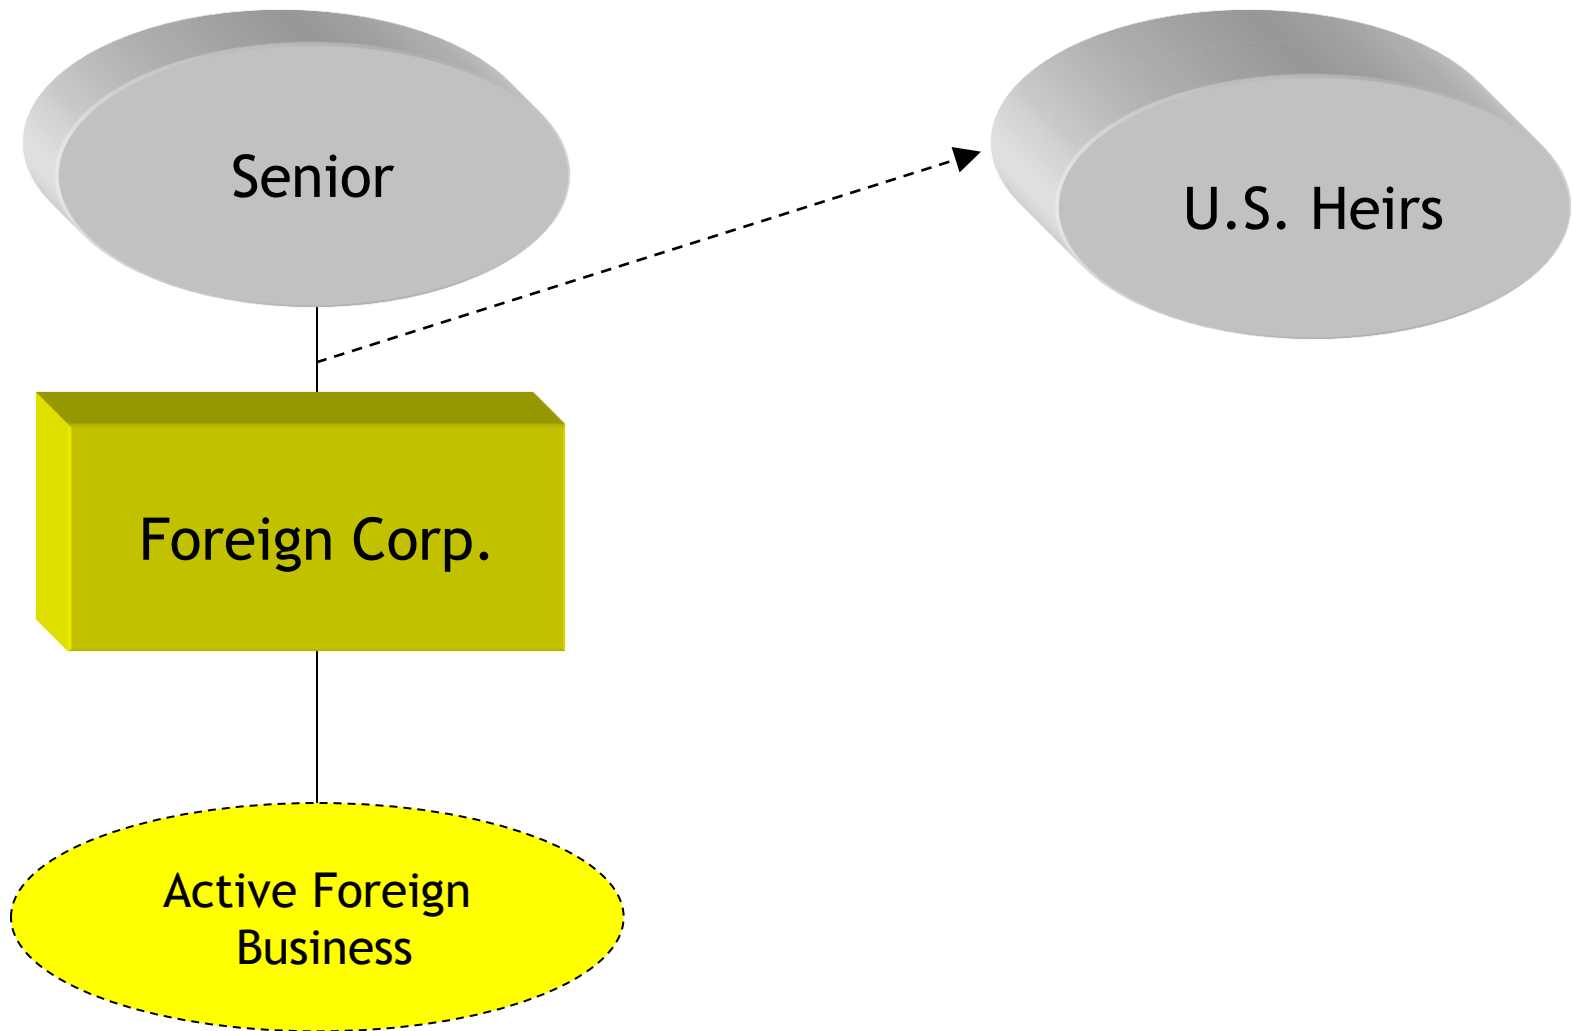 Senior
U.S. Heirs
Foreign Corp.
Active Foreign
Business